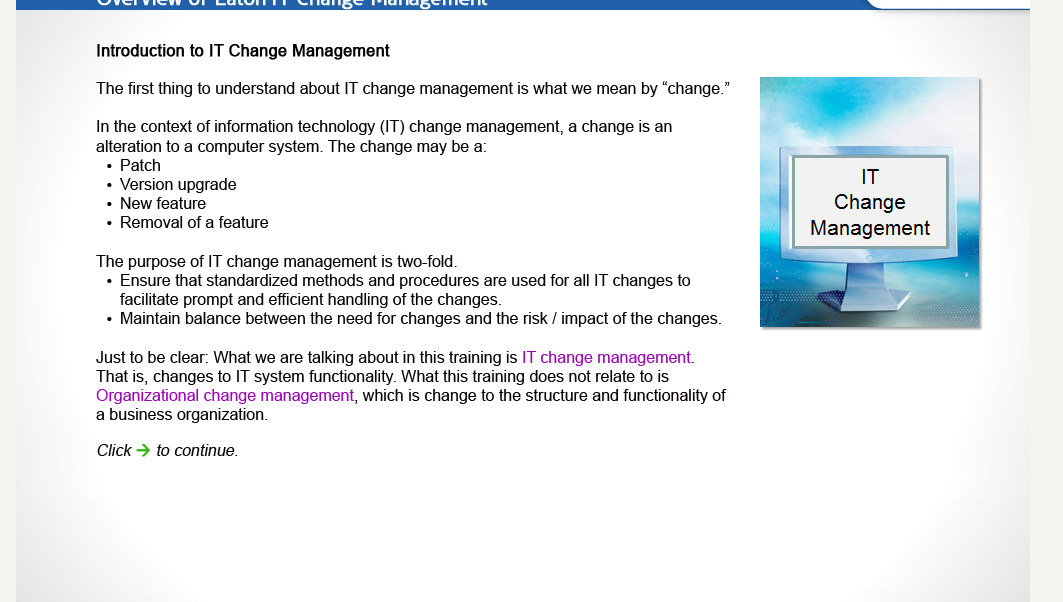 Overview of Eaton IT Change Management
Introduction to IT Change Management
The first thing to understand about IT change management is what we mean by “change.”
In the context of information technology (IT) change management, a change is an
alteration to a computer system. The change may be a:
• Patch
• Version upgrade
• New feature
• Removal of a feature
The purpose of IT change management is two-fold.
• Ensure that standardized methods and procedures are used for all IT changes to
facilitate prompt and efficient handling of the changes.
• Maintain balance between the need for changes and the risk / impact of the changes.
Just to be clear: What we are talking about in this training is IT change management.
That is, changes to IT system functionality. What this training does not relate to is
Organizational change management, which is change to the structure and functionality of
a business organization.
Click → to continue.
IT
Change
Management